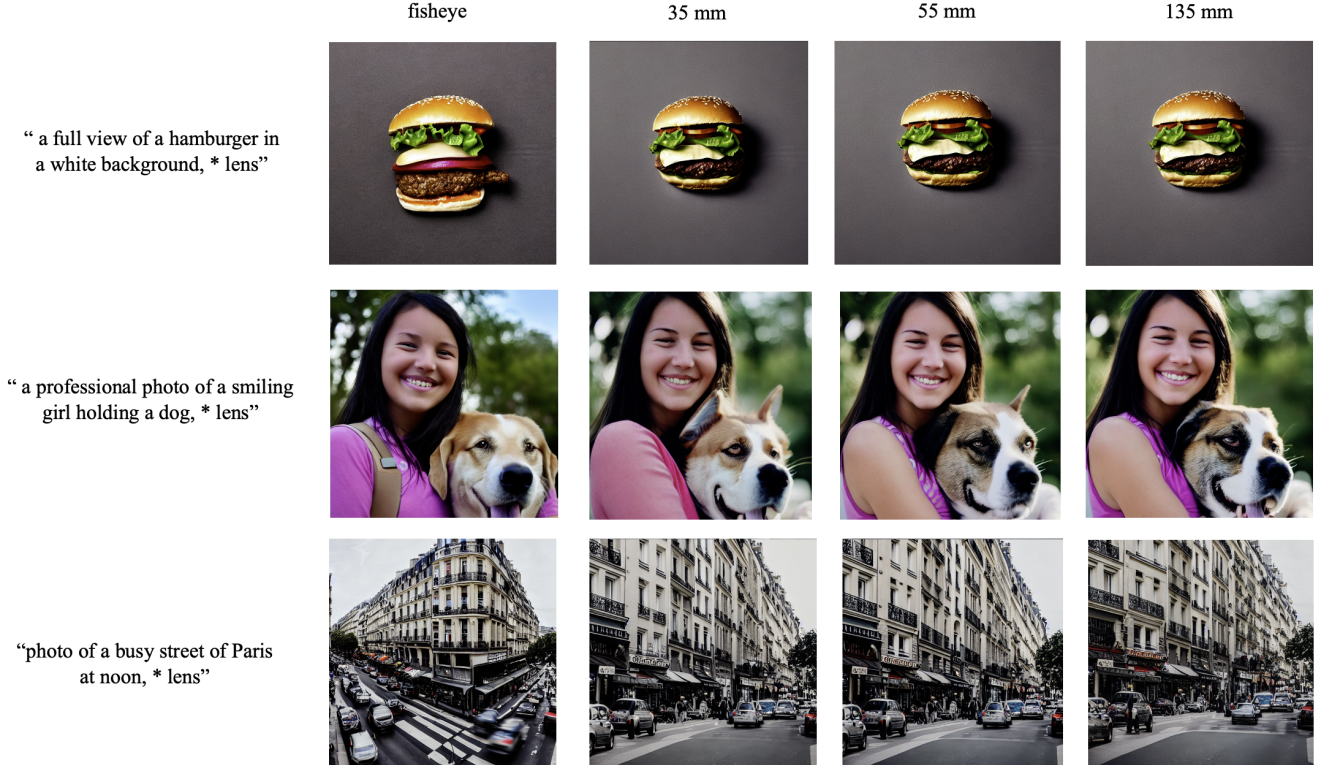 fisheye
35 mm
55 mm
135 mm
“ a full view of a hamburger in
a white background, * lens”
“ a professional photo of a smiling
girl holding a dog, * lens”
“photo of a busy street of Paris
at noon, * lens”